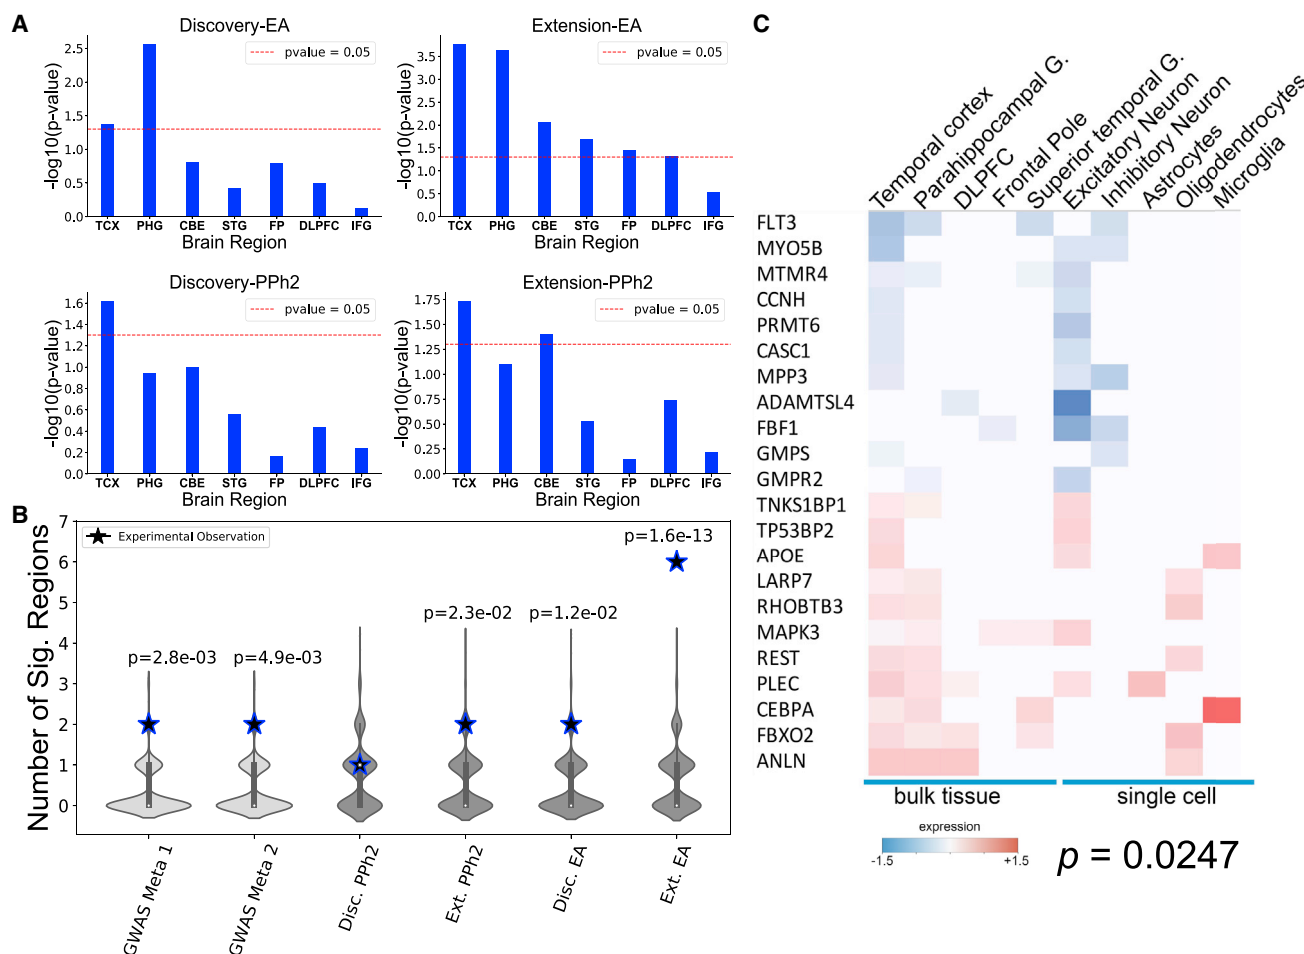 A
Discovery-EA
2.5
2.0
1.5
1.0
0.5
0.0
-log10(p-value)
pvalue = 0.05
TCX PHG CBE STG FP DLPFC IFG
Brain Region
Extension-EA
3.5
3.0
2.5
2.0
1.5
1.0
0.5
0.0
-log10(p-value)
pvalue = 0.05
TCX PHG CBE STG FP DLPFC IFG
Brain Region
Discovery-PPh2
1.6
1.4
1.2
1.0
0.8
0.6
0.4
0.2
0.0
-log10(p-value)
pvalue = 0.05
TCX PHG CBE STG FP DLPFC IFG
Brain Region
Extension-PPh2
1.75
1.50
1.25
1.00
0.75
0.50
0.25
0.00
-log10(p-value)
pvalue = 0.05
TCX PHG CBE STG FP DLPFC IFG
Brain Region
B
7
6
5
4
3
2
1
0
Number of Sig. Regions
Experimental Observation
p=2.8e-03
p=4.9e-03
p=2.3e-02
p=1.2e-02
p=1.6e-13
GWAS Meta 1
GWAS Meta 2
Disc. PPh2
Ext. PPh2
Disc. EA
Ext. EA
C
Temporal cortex
Parahippocampal G.
DLPFC
Frontal Pole
Superior temporal G.
Excitatory Neuron
Inhibitory Neuron
Astrocytes
Oligodendrocytes
Microglia
FLT3
MYO5B
MTMR4
CCNH
PRMT6
CASC1
MPP3
ADAMTSL4
FBF1
GMPS
GMPR2
TNKS1BP1
TP53BP2
APOE
LARP7
RHOBTB3
MAPK3
REST
PLEC
CEBPA
FBXO2
ANLN
bulk tissue
single cell
expression
-1.5 +1.5
p = 0.0247